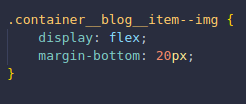 .container__blog__item--img {
    display: flex;
    margin-bottom: 20px;
}